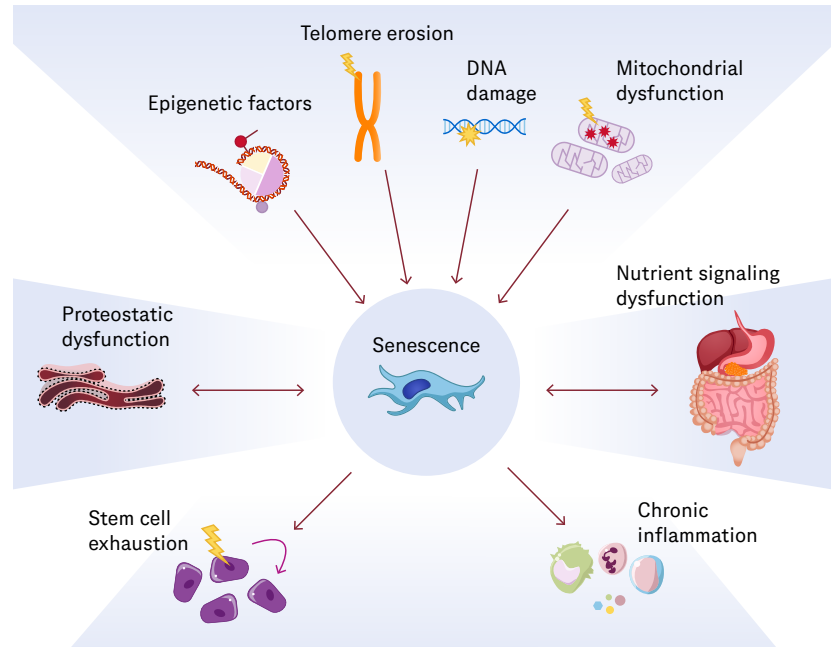 Telomere erosion
DNA
damage
Mitochondrial
dysfunction
Epigenetic factors
Nutrient signaling
dysfunction
Proteostatic
dysfunction
Senescence
Stem cell
exhaustion
Chronic
inflammation